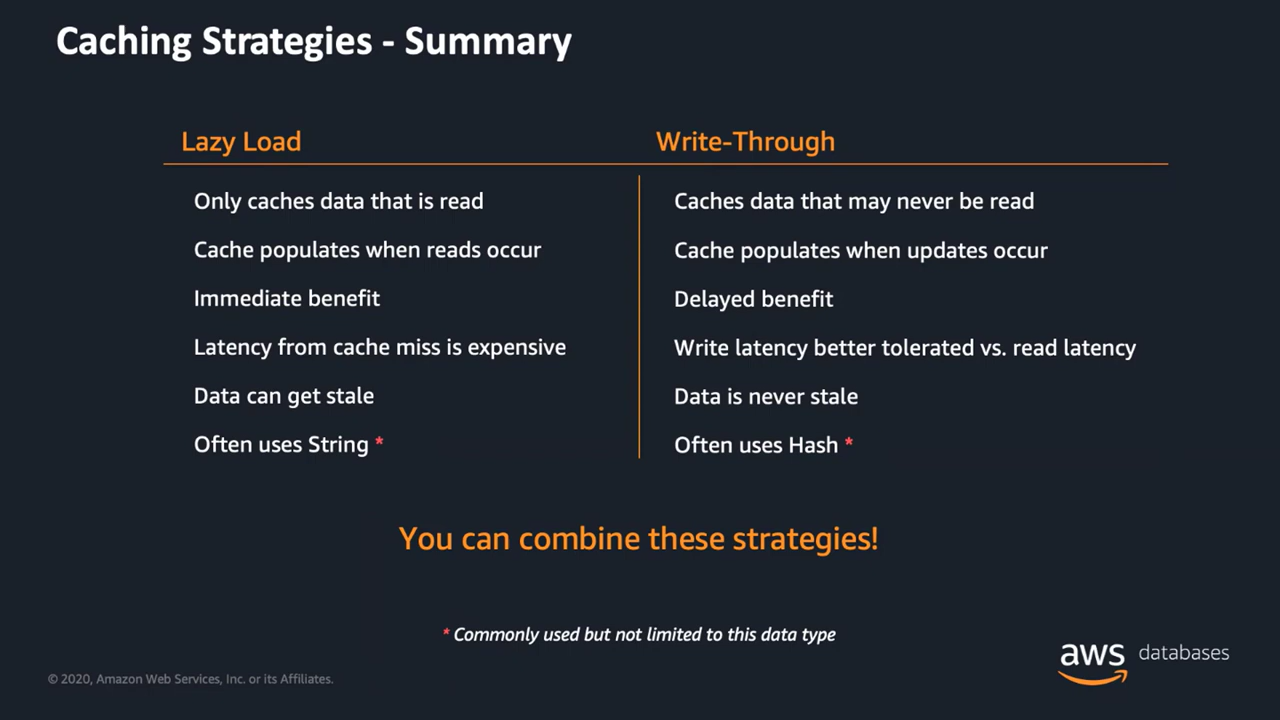 Caching Strategies - Summary
Lazy Load
Only caches data that is read
Cache populates when reads occur
Immediate benefit
Latency from cache miss is expensive
Data can get stale
Often uses String *
Write-Through
Caches data that may never be read
Cache populates when updates occur
Delayed benefit
Write latency better tolerated vs. read latency
Data is never stale
Often uses Hash *
You can combine these strategies!
* Commonly used but not limited to this data type
© 2020, Amazon Web Services, Inc. or its Affiliates.
aws databases